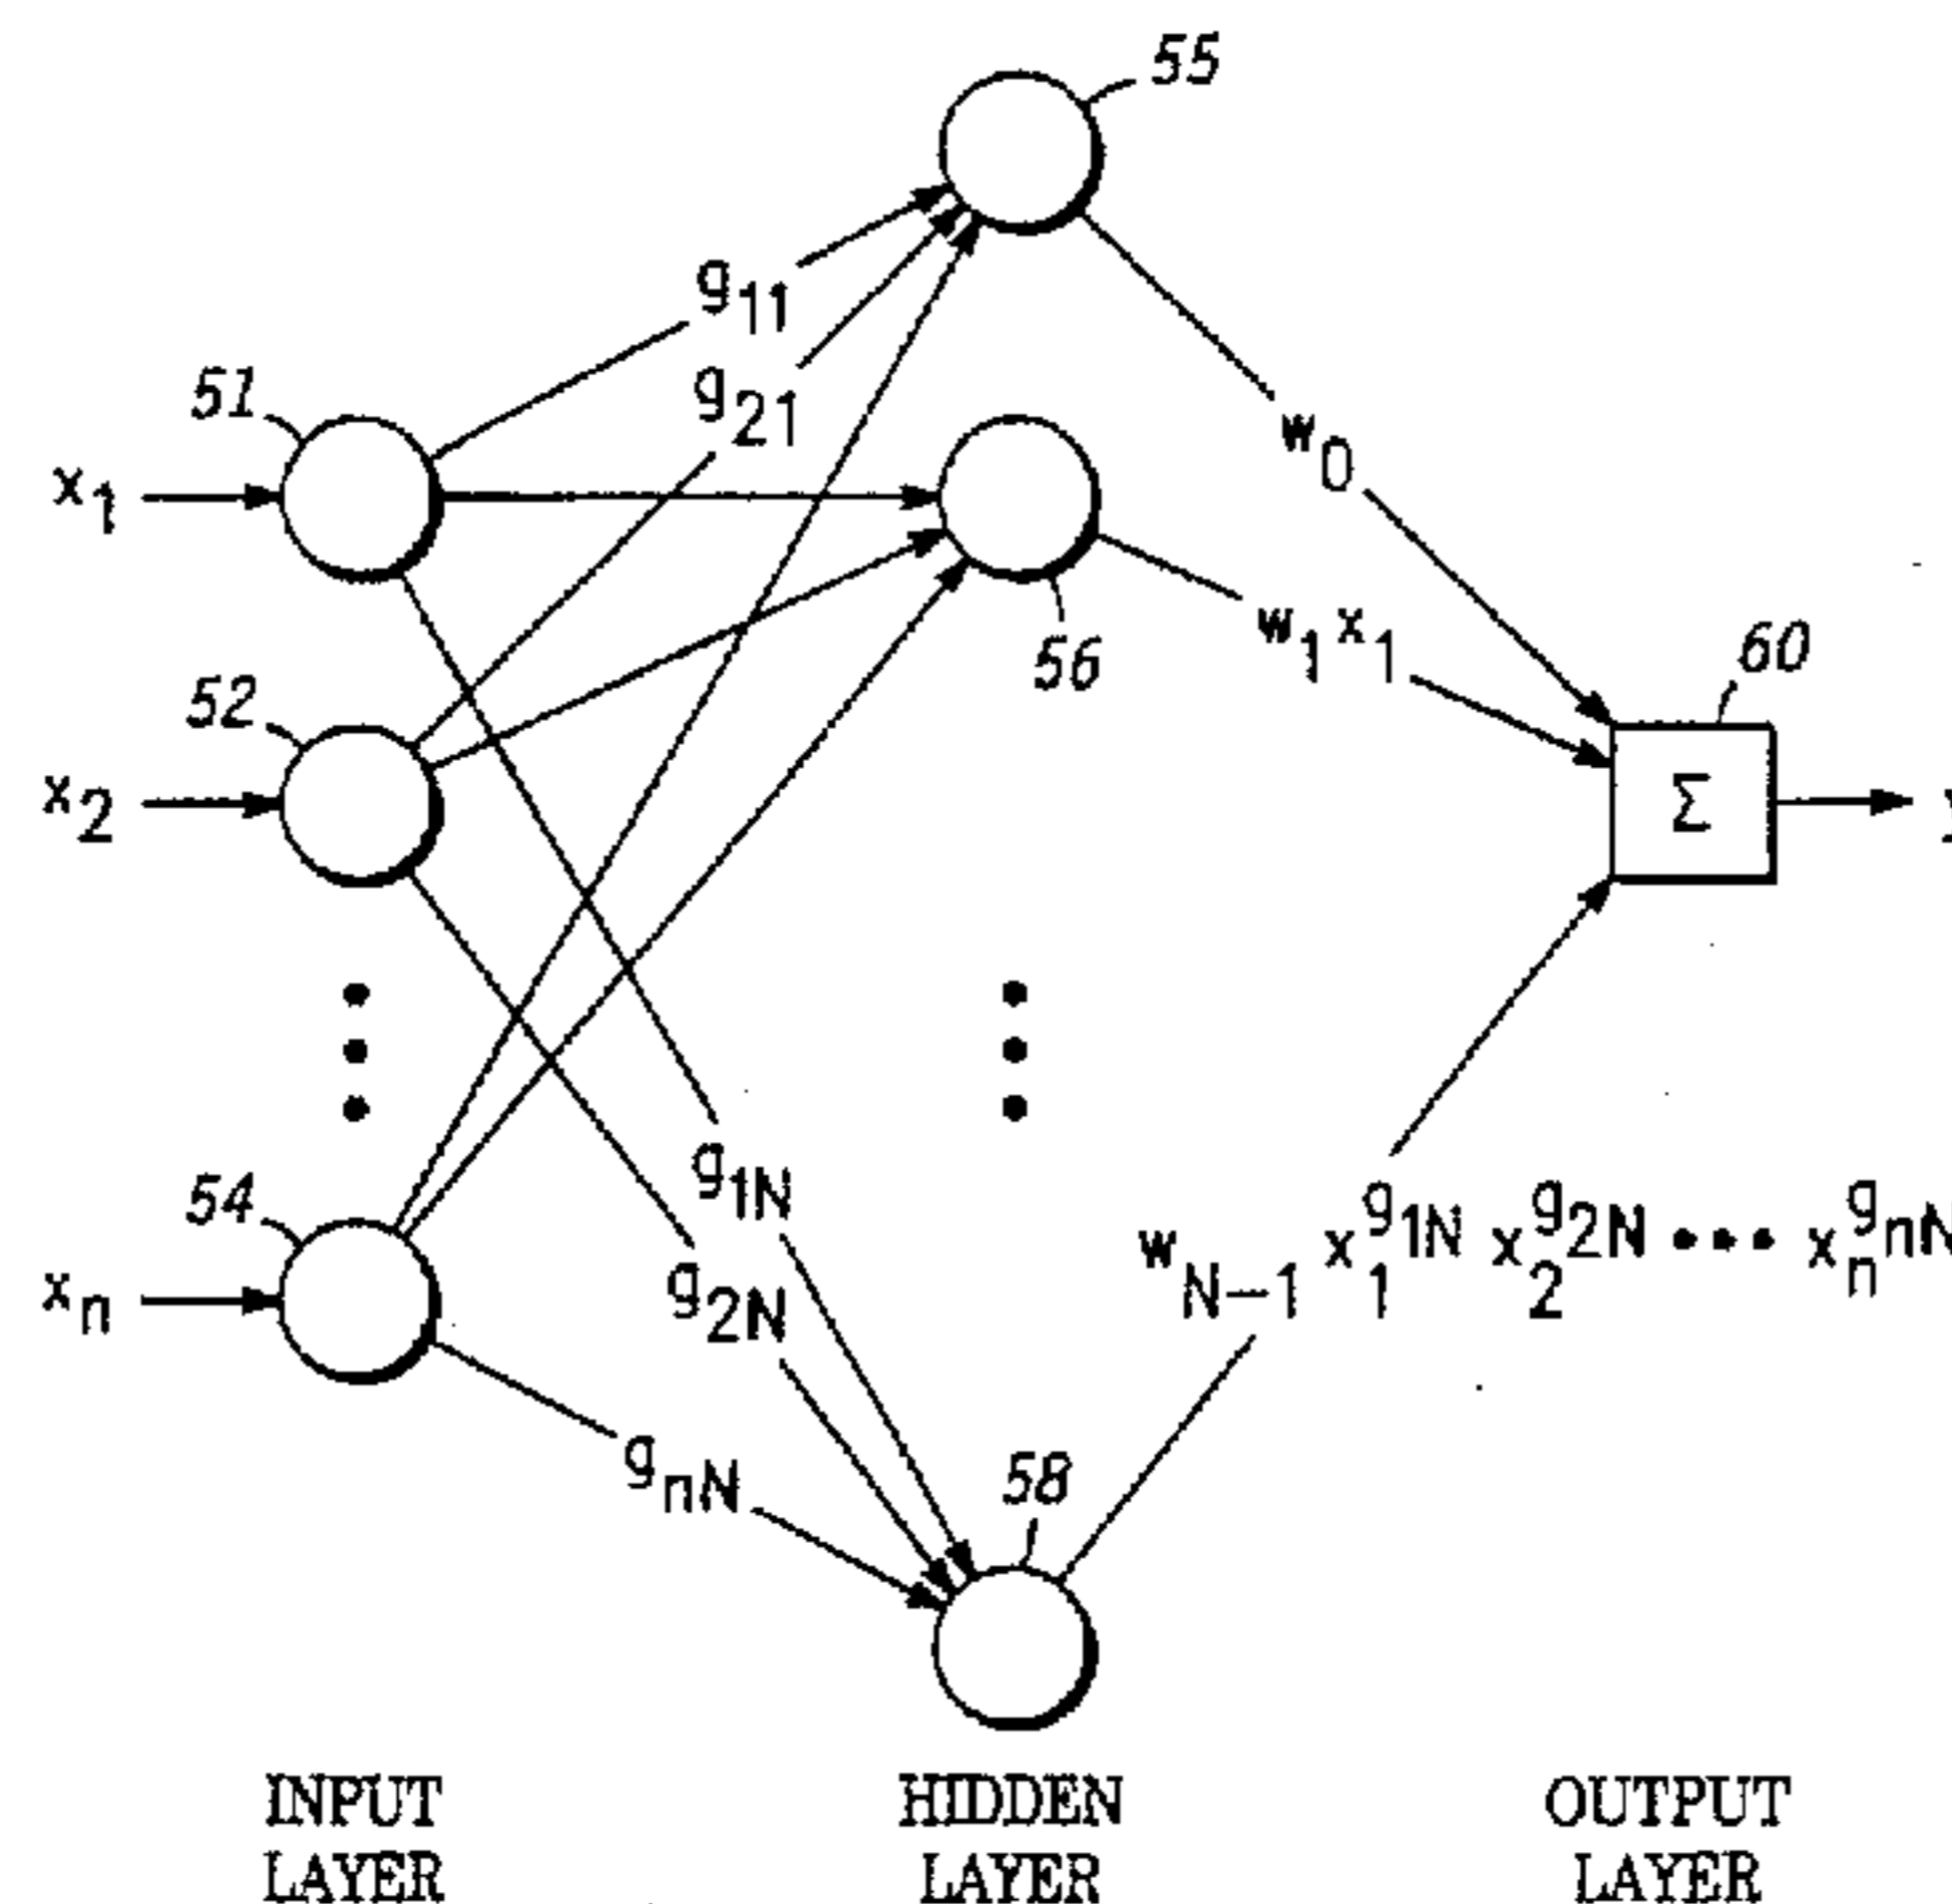 55
g11
g21
51
x1
w0
w1x1
56
60
52
x2
Σ
g1N
54
g2N
wN-1 x1^g1N x2^g2N ••• xn^gnN
xn
gnN
58
INPUT LAYER
HIDDEN LAYER
OUTPUT LAYER